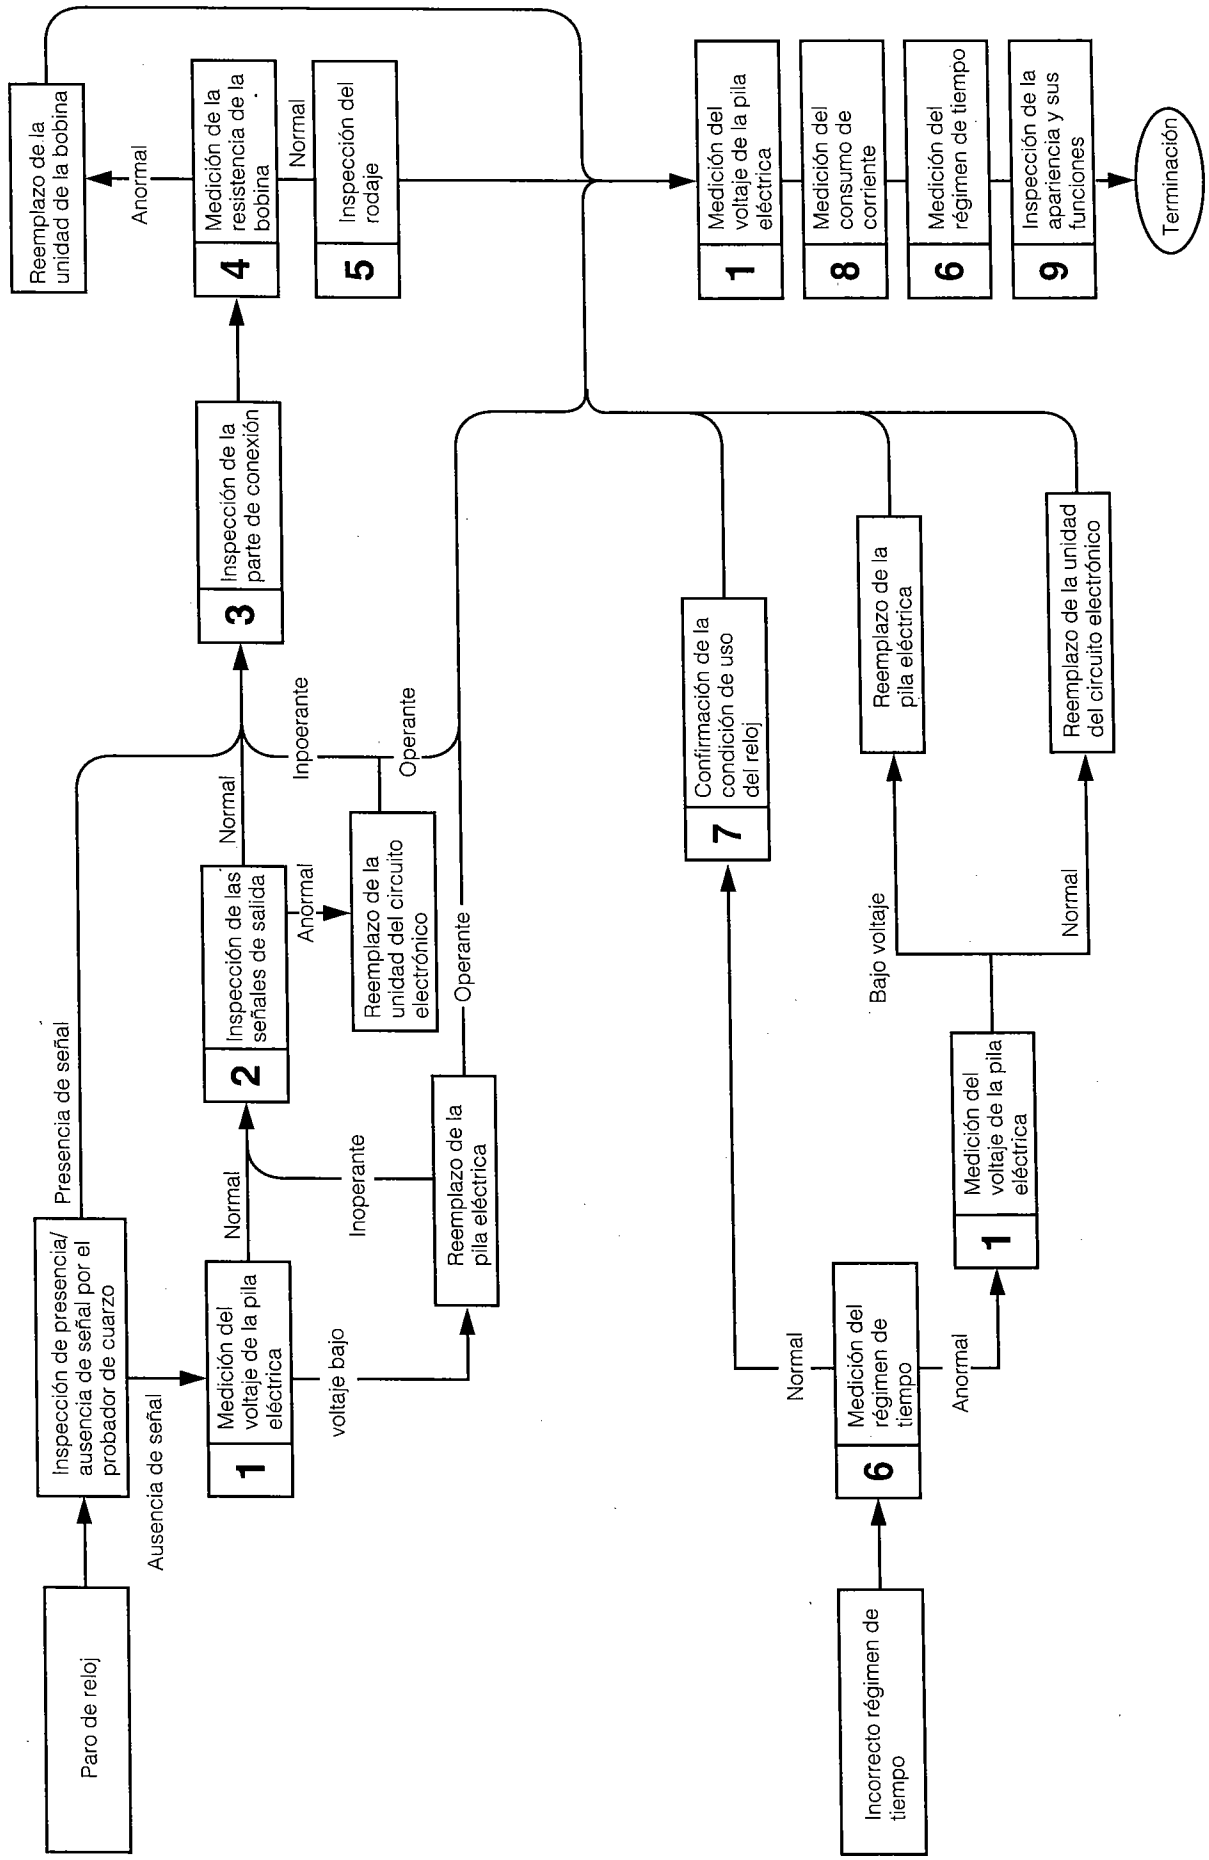 Paro de reloj
Inspección de presencia/
ausencia de señal por el
probador de cuarzo
Presencia de señal
Ausencia de señal
1
Medición del
voltaje de la pila
eléctrica
Normal
voltaje bajo
Reemplazo de la
pila eléctrica
Inoperante
Operante
2
Inspección de las
señales de salida
Normal
Anormal
Reemplazo de la
unidad del circuito
electrónico
Inpoerante
Operante
3
Inspección de la
parte de conexión
4
Medición de la
resistencia de la
bobina
Anormal
Reemplazo de la
unidad de la bobina
Normal
5
Inspección del
rodaje
Incorrecto régimen de
tiempo
6
Medición del
régimen de
tiempo
Normal
Anormal
7
Confirmación de la
condición de uso
del reloj
1
Medición del
voltaje de la pila
eléctrica
Bajo voltaje
Normal
Reemplazo de la
pila eléctrica
Reemplazo de la unidad
del circuito electrónico
1
Medición del
voltaje de la pila
eléctrica
8
Medición del
consumo de
corriente
6
Medición del
régimen de tiempo
9
Inspección de la
apariencia y sus
funciones
Terminación